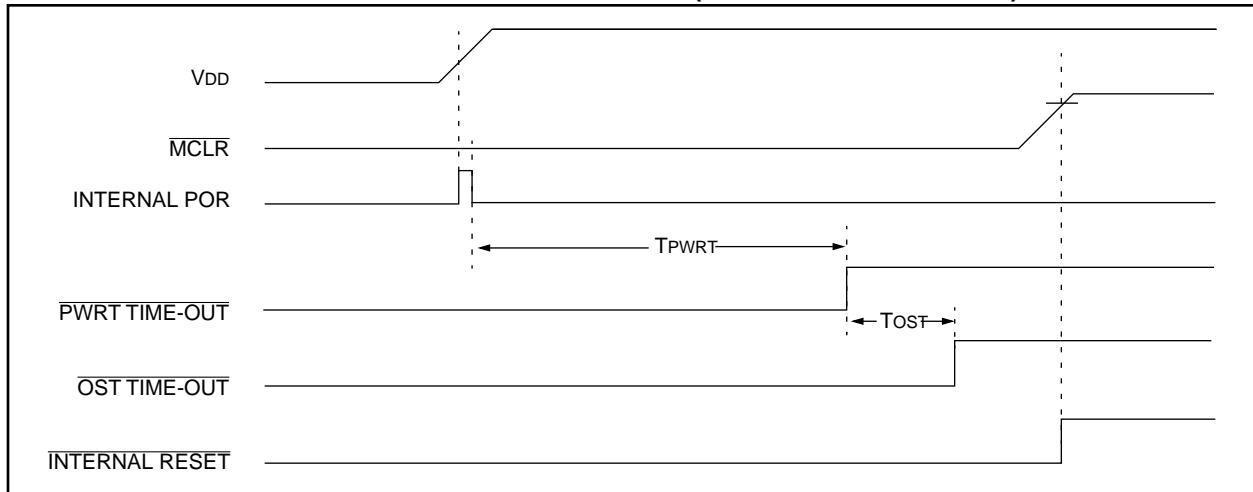 VDD
MCLR
INTERNAL POR
TPWRT
PWRT TIME-OUT
TOST
OST TIME-OUT
INTERNAL RESET